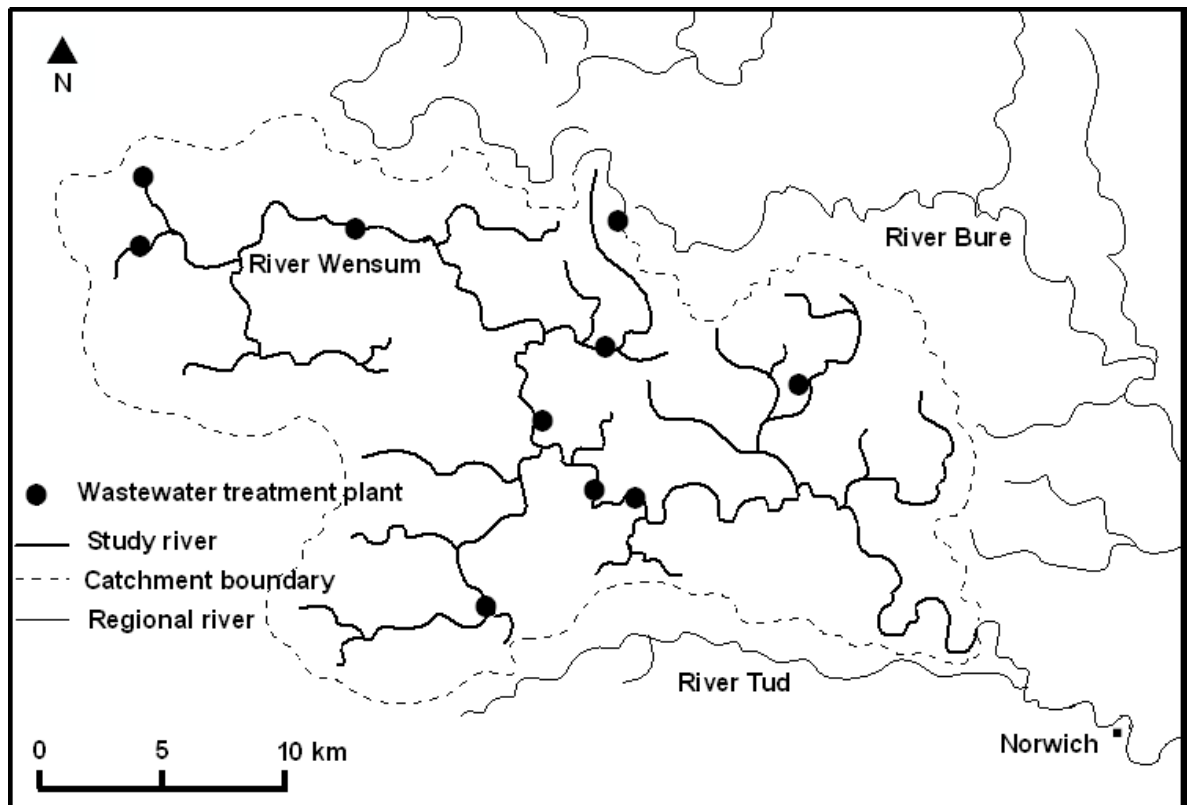 N
River Bure
River Wensum
Wastewater treatment plant
Study river
Catchment boundary
Regional river
River Tud
Norwich
0 5 10 km